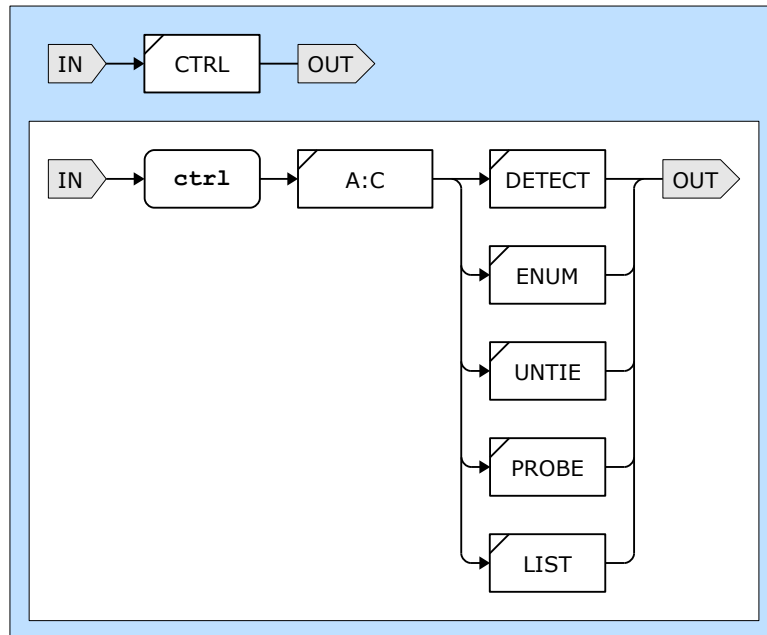 IN CTRL OUT
IN ctrl A:C DETECT OUT
ENUM
UNTIE
PROBE
LIST